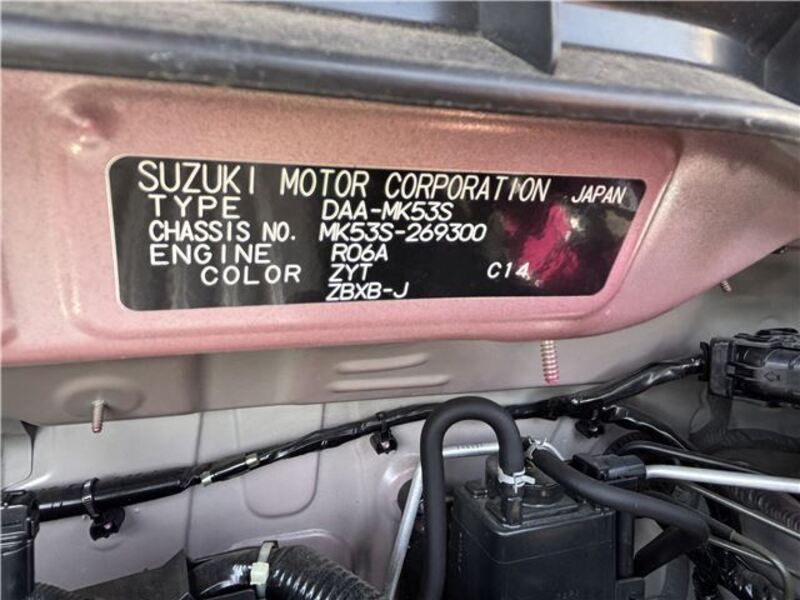 SUZUKI MOTOR CORPORATION JAPAN
TYPE DAA-MK53S
CHASSIS NO. MK53S-269300
ENGINE R06A
COLOR ZYT C14
ZBXB-J